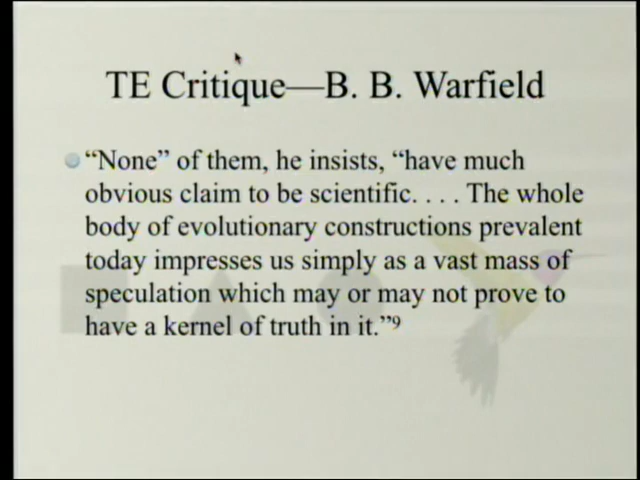 TE Critique—B. B. Warfield
“None” of them, he insists, “have much
obvious claim to be scientific. . . . The whole
body of evolutionary constructions prevalent
today impresses us simply as a vast mass of
speculation which may or may not prove to
have a kernel of truth in it.”⁹